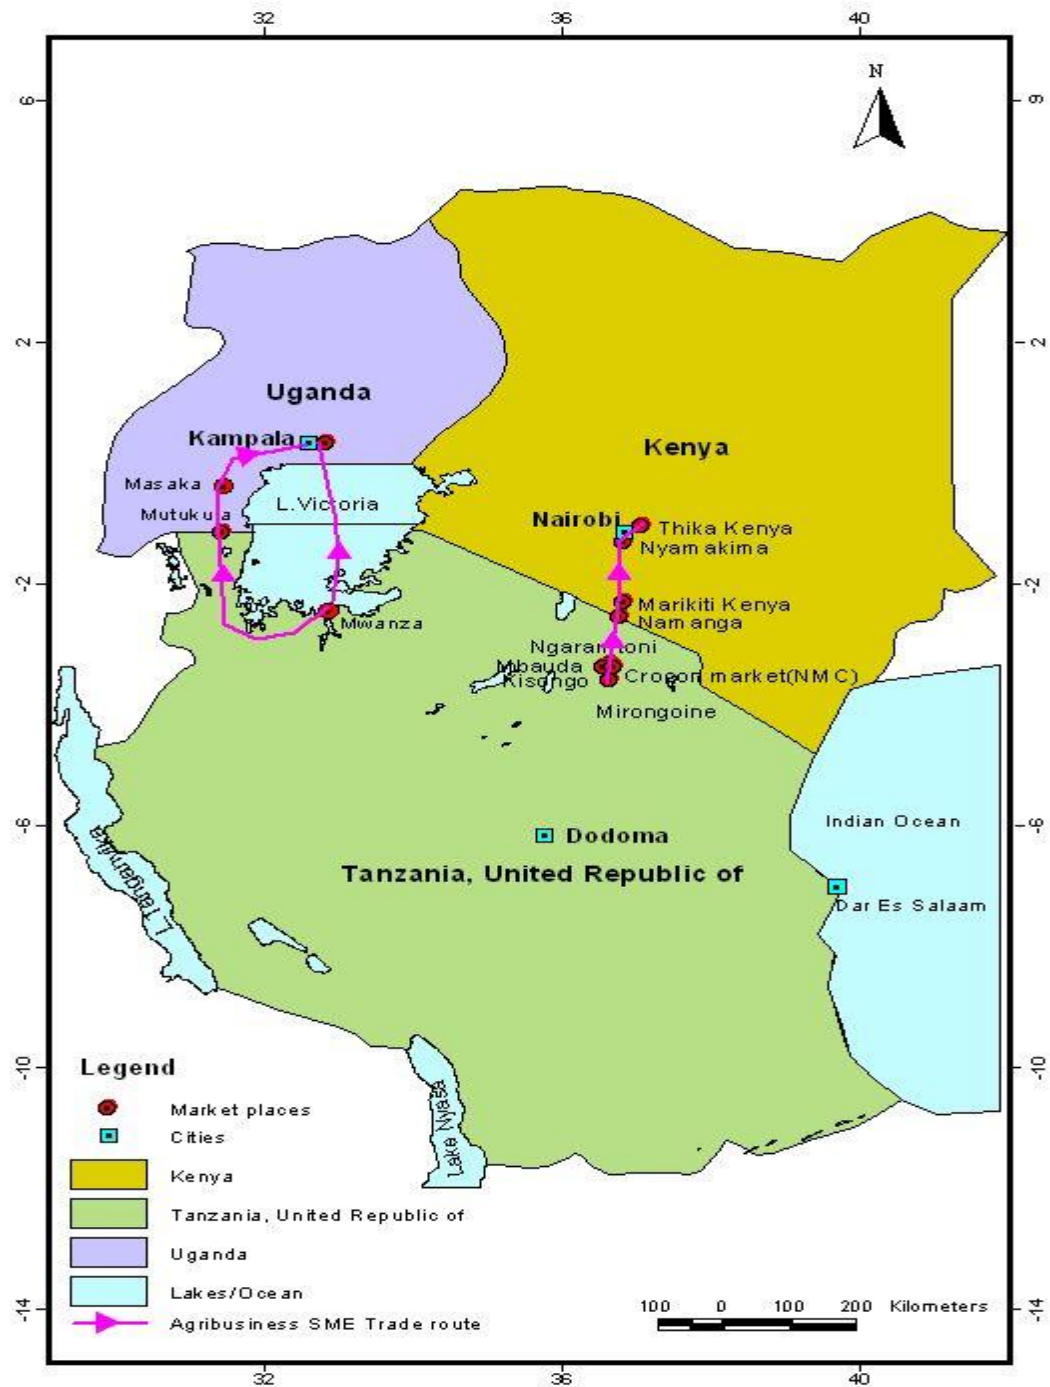 32 36 40
N
6 6
2 2
Uganda
Kampala
Kenya
Masaka
L.Victoria
Mutukula
Nairobi
Thika Kenya
Nyamakima
-2 -2
Marikiti Kenya
Mwanza
Namanga
Ngaramtoni
Mbauda
Kisongo
Crocon market(NMC)
Mirongoine
Indian Ocean
-6 -6
Dodoma
L.Tanganyika
Tanzania, United Republic of
Dar Es Salaam
-10 -10
Lake Nyasa
Legend
Market places
Cities
Kenya
Tanzania, United Republic of
Uganda
Lakes/Ocean
Agribusiness SME Trade route
100 0 100 200 Kilometers
-14 -14
32 36 40